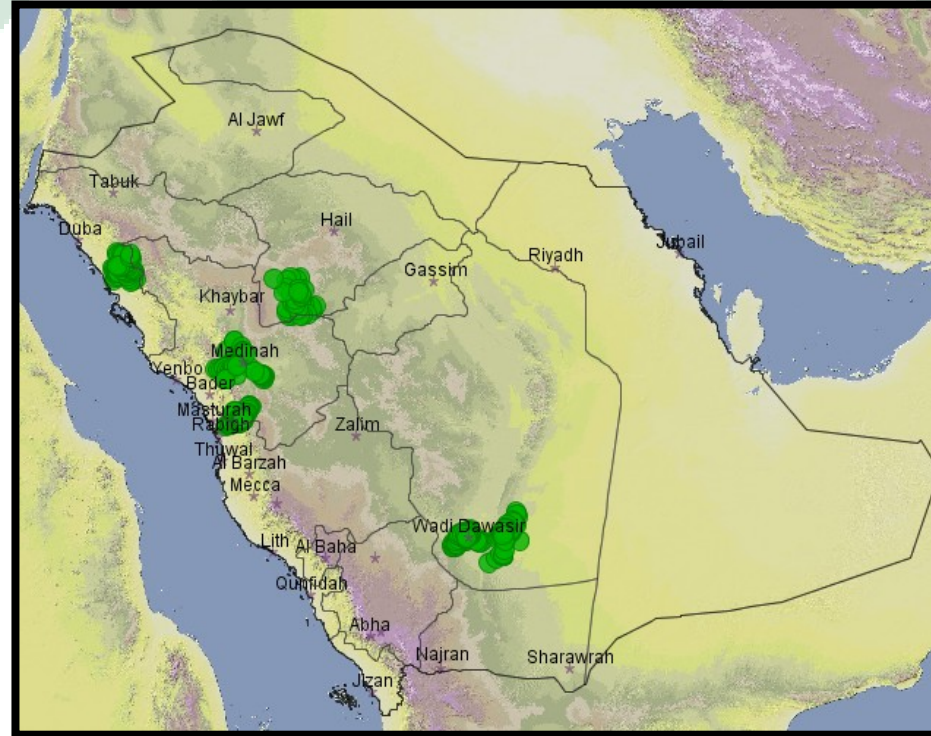 Al Jawf
Tabuk
Hail
Duba
Riyadh
Jubail
Gassim
Khaybar
Medinah
Yenbo
Bader
Masturah
Rabigh
Zalim
Thuwal
Al Barzah
Mecca
Wadi Dawasir
Lith
Al Baha
Qunfidah
Abha
Najran
Sharawrah
Jizan